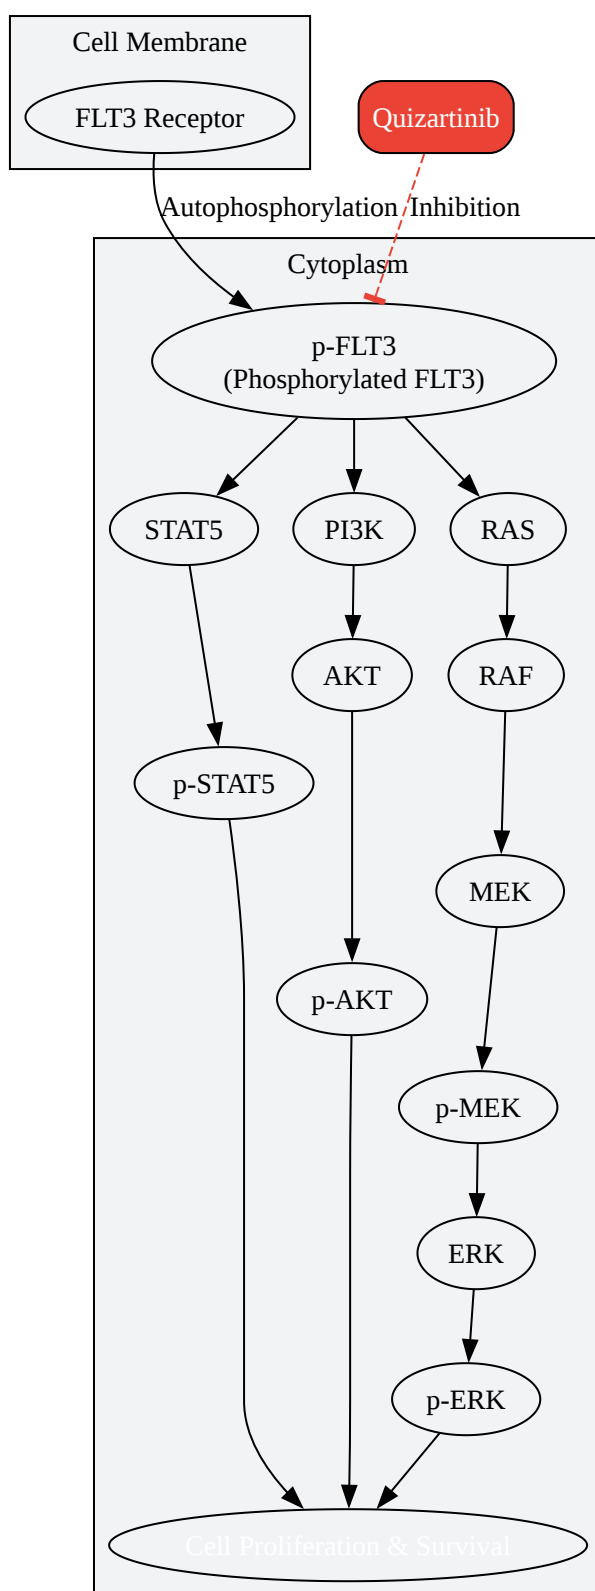 Cell Membrane
FLT3 Receptor
Quizartinib
Autophosphorylation
Inhibition
Cytoplasm
p-FLT3
(Phosphorylated FLT3)
STAT5
PI3K
RAS
AKT
RAF
p-STAT5
MEK
p-AKT
p-MEK
ERK
p-ERK
Cell Proliferation & Survival